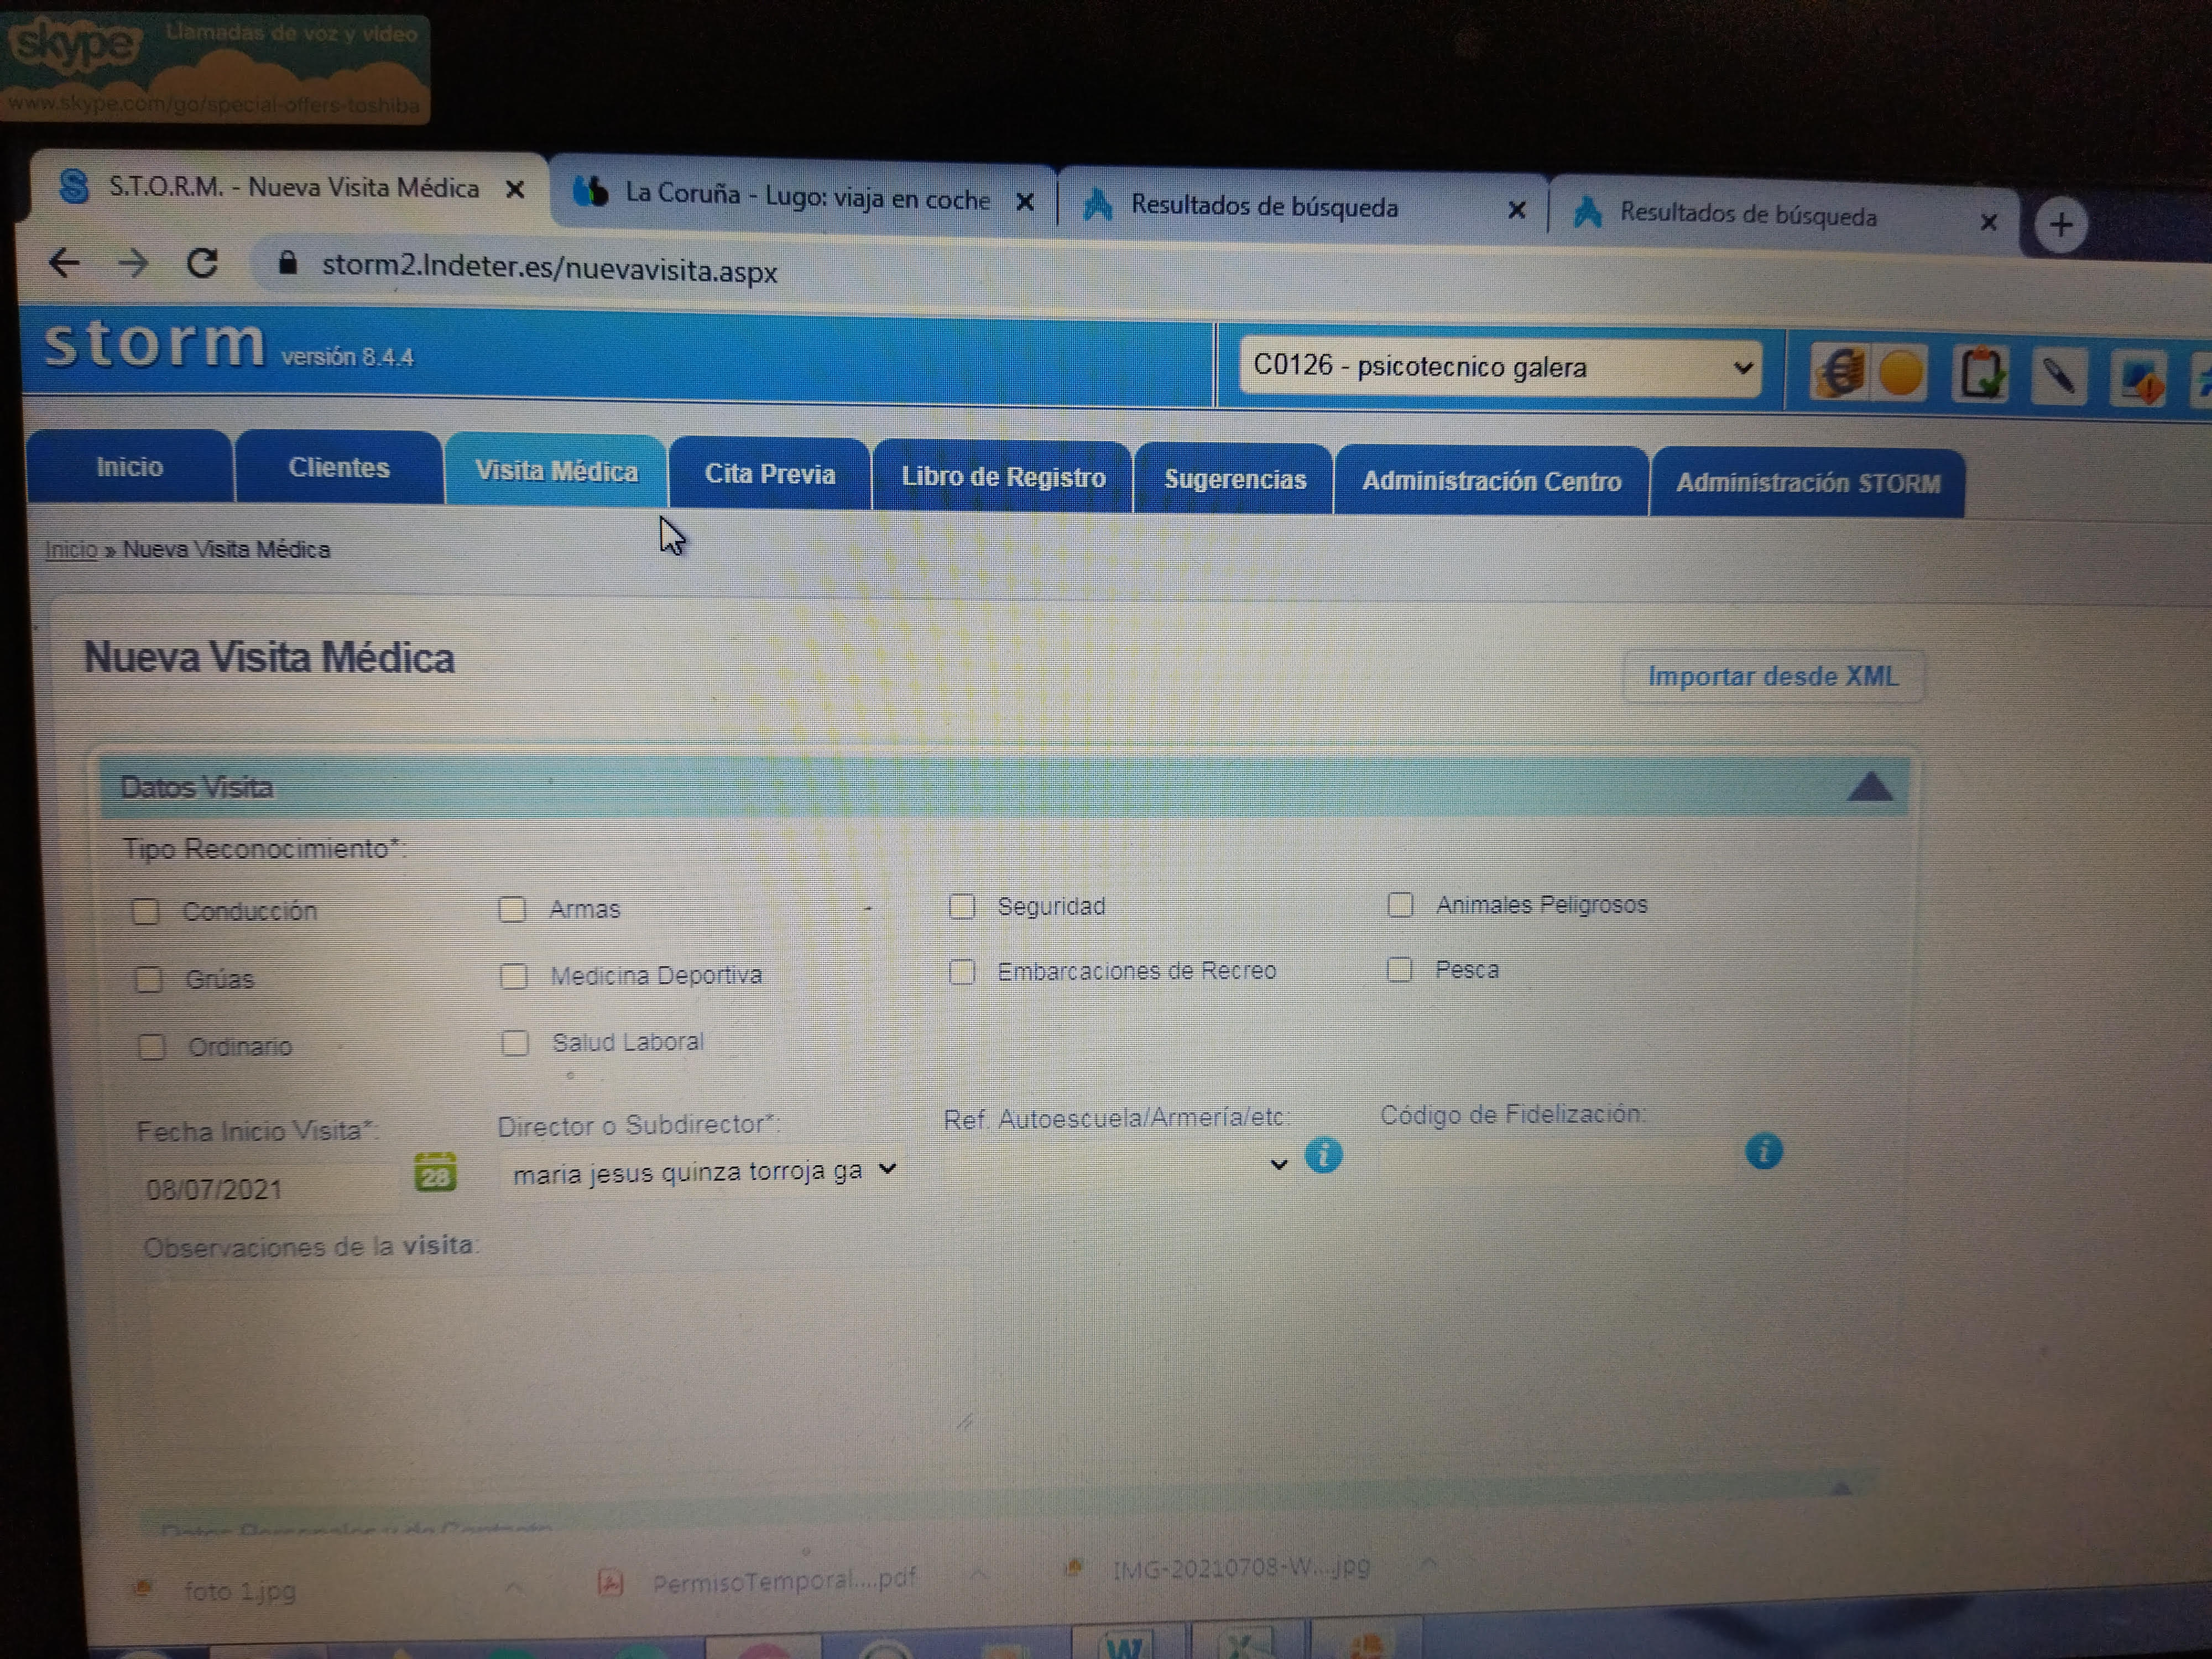 skype Llamadas de voz y video
www.skype.com/go/special-offers-toshiba
S.T.O.R.M. - Nueva Visita Médica
La Coruña - Lugo: viaja en coche
Resultados de búsqueda
Resultados de búsqueda
storm2.lndeter.es/nuevavisita.aspx
storm versión 8.4.4
C0126 - psicotecnico galera
Inicio
Clientes
Visita Médica
Cita Previa
Libro de Registro
Sugerencias
Administración Centro
Administración STORM
Inicio » Nueva Visita Médica
Nueva Visita Médica
Importar desde XML
Datos Visita
Tipo Reconocimiento*:
Conducción
Armas
Seguridad
Animales Peligrosos
Grúas
Medicina Deportiva
Embarcaciones de Recreo
Pesca
Ordinario
Salud Laboral
Fecha Inicio Visita*:
Director o Subdirector*:
Ref. Autoescuela/Armería/etc:
Código de Fidelización:
08/07/2021
28
maria jesus quinza torroja ga
Observaciones de la visita:
foto 1.jpg
PermisoTemporal....pdf
IMG-20210708-W...jpg